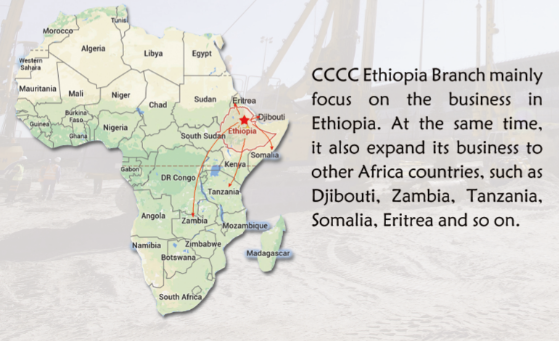 Tunisia
Morocco
Algeria
Libya
Egypt
Western
Sahara
Mauritania
Mali
Niger
Chad
Sudan
Eritrea
Burkina
Faso
Guinea
Ghana
Nigeria
Djibouti
Ethiopia
South Sudan
Somalia
Gabon
DR Congo
Kenya
Tanzania
Angola
Zambia
Mozambique
Namibia
Zimbabwe
Botswana
Madagascar
South Africa
CCCC Ethiopia Branch mainly
focus on the business in
Ethiopia. At the same time,
it also expand its business to
other Africa countries, such as
Djibouti, Zambia, Tanzania,
Somalia, Eritrea and so on.